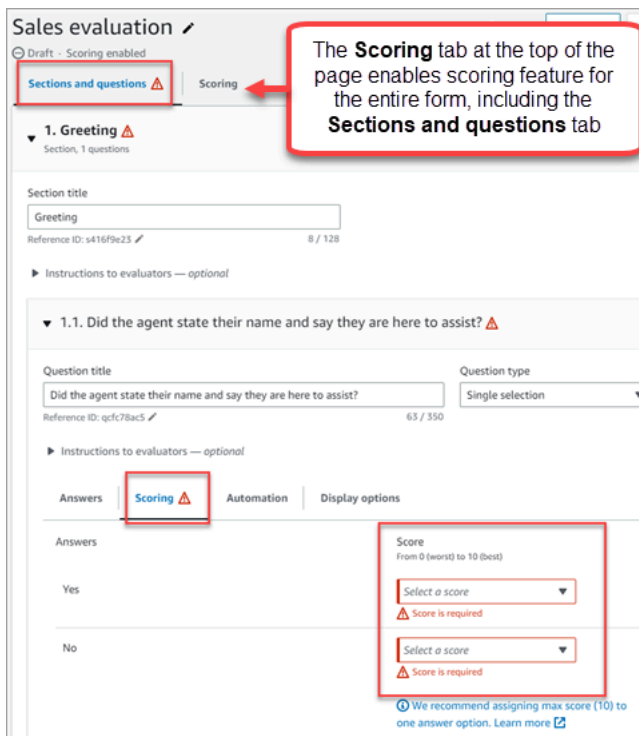 Sales evaluation
Draft - Scoring enabled
The Scoring tab at the top of the
page enables scoring feature for
the entire form, including the
Sections and questions tab
Sections and questions
Scoring
1. Greeting
Section, 1 questions
Section title
Greeting
Reference ID: s416f9e23
8 / 128
Instructions to evaluators — optional
1.1. Did the agent state their name and say they are here to assist?
Question title
Question type
Did the agent state their name and say they are here to assist?
Single selection
Reference ID: qcfc78ac5
63 / 350
Instructions to evaluators — optional
Answers
Scoring
Automation
Display options
Answers
Score
From 0 (worst) to 10 (best)
Yes
Select a score
Score is required
No
Select a score
Score is required
We recommend assigning max score (10) to
one answer option. Learn more